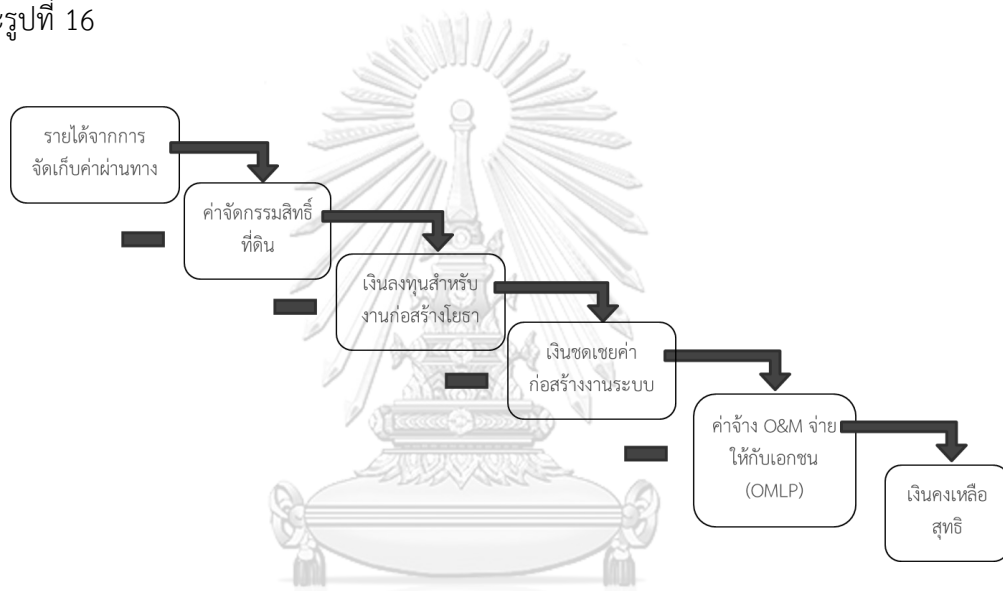 ะรูปที่ 16
รายได้จากการ
จัดเก็บค่าผ่านทาง
ค่าจัดกรรมสิทธิ์
ที่ดิน
เงินลงทุนสำหรับ
งานก่อสร้างโยธา
เงินชดเชยค่า
ก่อสร้างงานระบบ
ค่าจ้าง O&M จ่าย
ให้กับเอกชน
(OMLP)
เงินคงเหลือ
สุทธิ